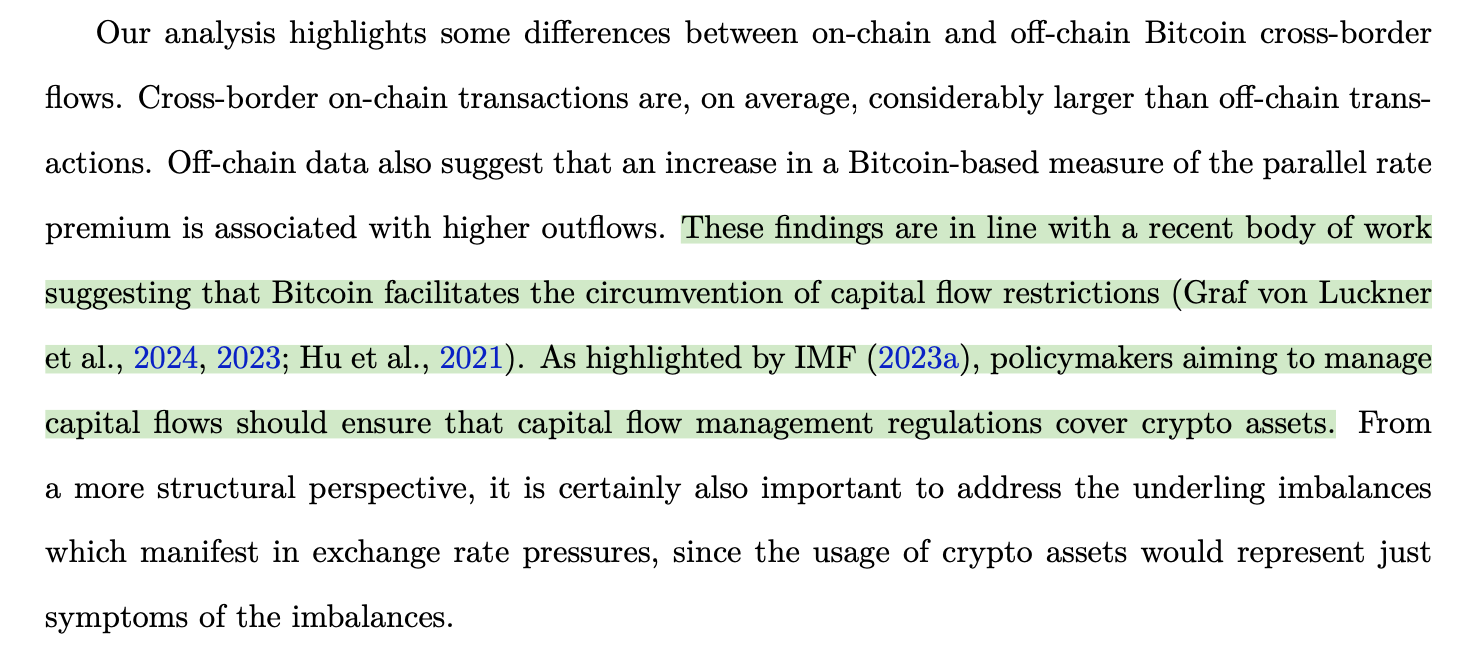 Our analysis highlights some differences between on-chain and off-chain Bitcoin cross-border
flows. Cross-border on-chain transactions are, on average, considerably larger than off-chain trans-
actions. Off-chain data also suggest that an increase in a Bitcoin-based measure of the parallel rate
premium is associated with higher outflows. These findings are in line with a recent body of work
suggesting that Bitcoin facilitates the circumvention of capital flow restrictions (Graf von Luckner
et al., 2024, 2023; Hu et al., 2021). As highlighted by IMF (2023a), policymakers aiming to manage
capital flows should ensure that capital flow management regulations cover crypto assets. From
a more structural perspective, it is certainly also important to address the underling imbalances
which manifest in exchange rate pressures, since the usage of crypto assets would represent just
symptoms of the imbalances.